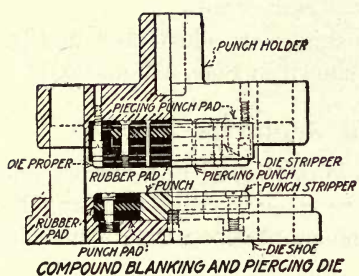 PUNCH HOLDER
PIECING PUNCH PAD
DIE PROPER
DIE STRIPPER
RUBBER PAD
PIERCING PUNCH
PUNCH
PUNCH STRIPPER
RUBBER
PAD
PUNCH PAD
DIE SHOE
COMPOUND BLANKING AND PIERCING DIE